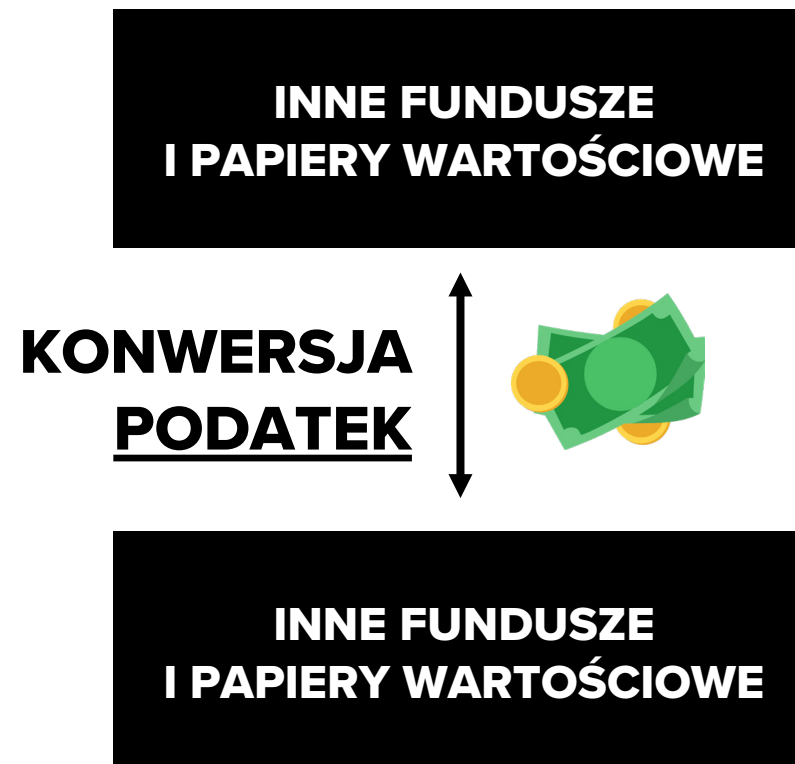 INNE FUNDUSZE
I PAPIERY WARTOŚCIOWE
KONWERSJA
PODATEK
INNE FUNDUSZE
I PAPIERY WARTOŚCIOWE